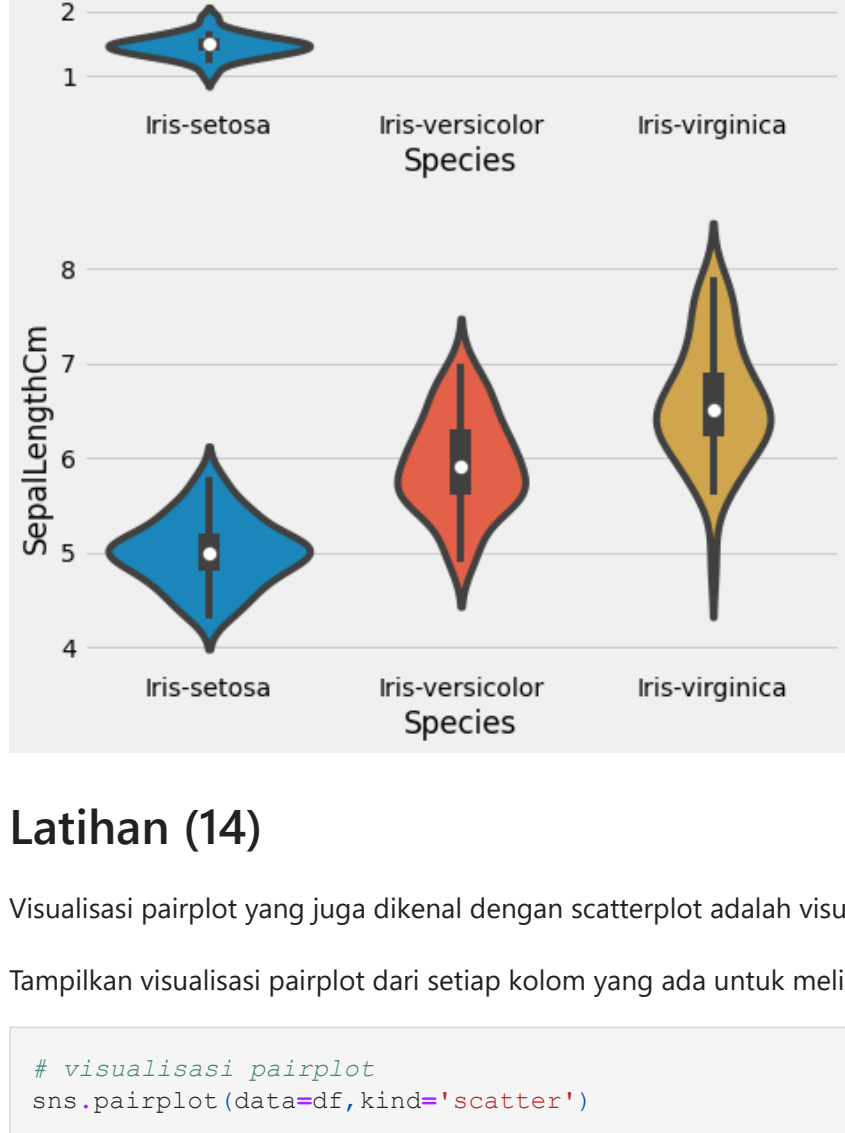 2
1
Iris-setosa Iris-versicolor Iris-virginica
Species
8
7
6
5
4
SepalLengthCm
Iris-setosa Iris-versicolor Iris-virginica
Species
Latihan (14)
Visualisasi pairplot yang juga dikenal dengan scatterplot adalah visu
Tampilkan visualisasi pairplot dari setiap kolom yang ada untuk meli
# visualisasi pairplot
sns.pairplot(data=df,kind='scatter')